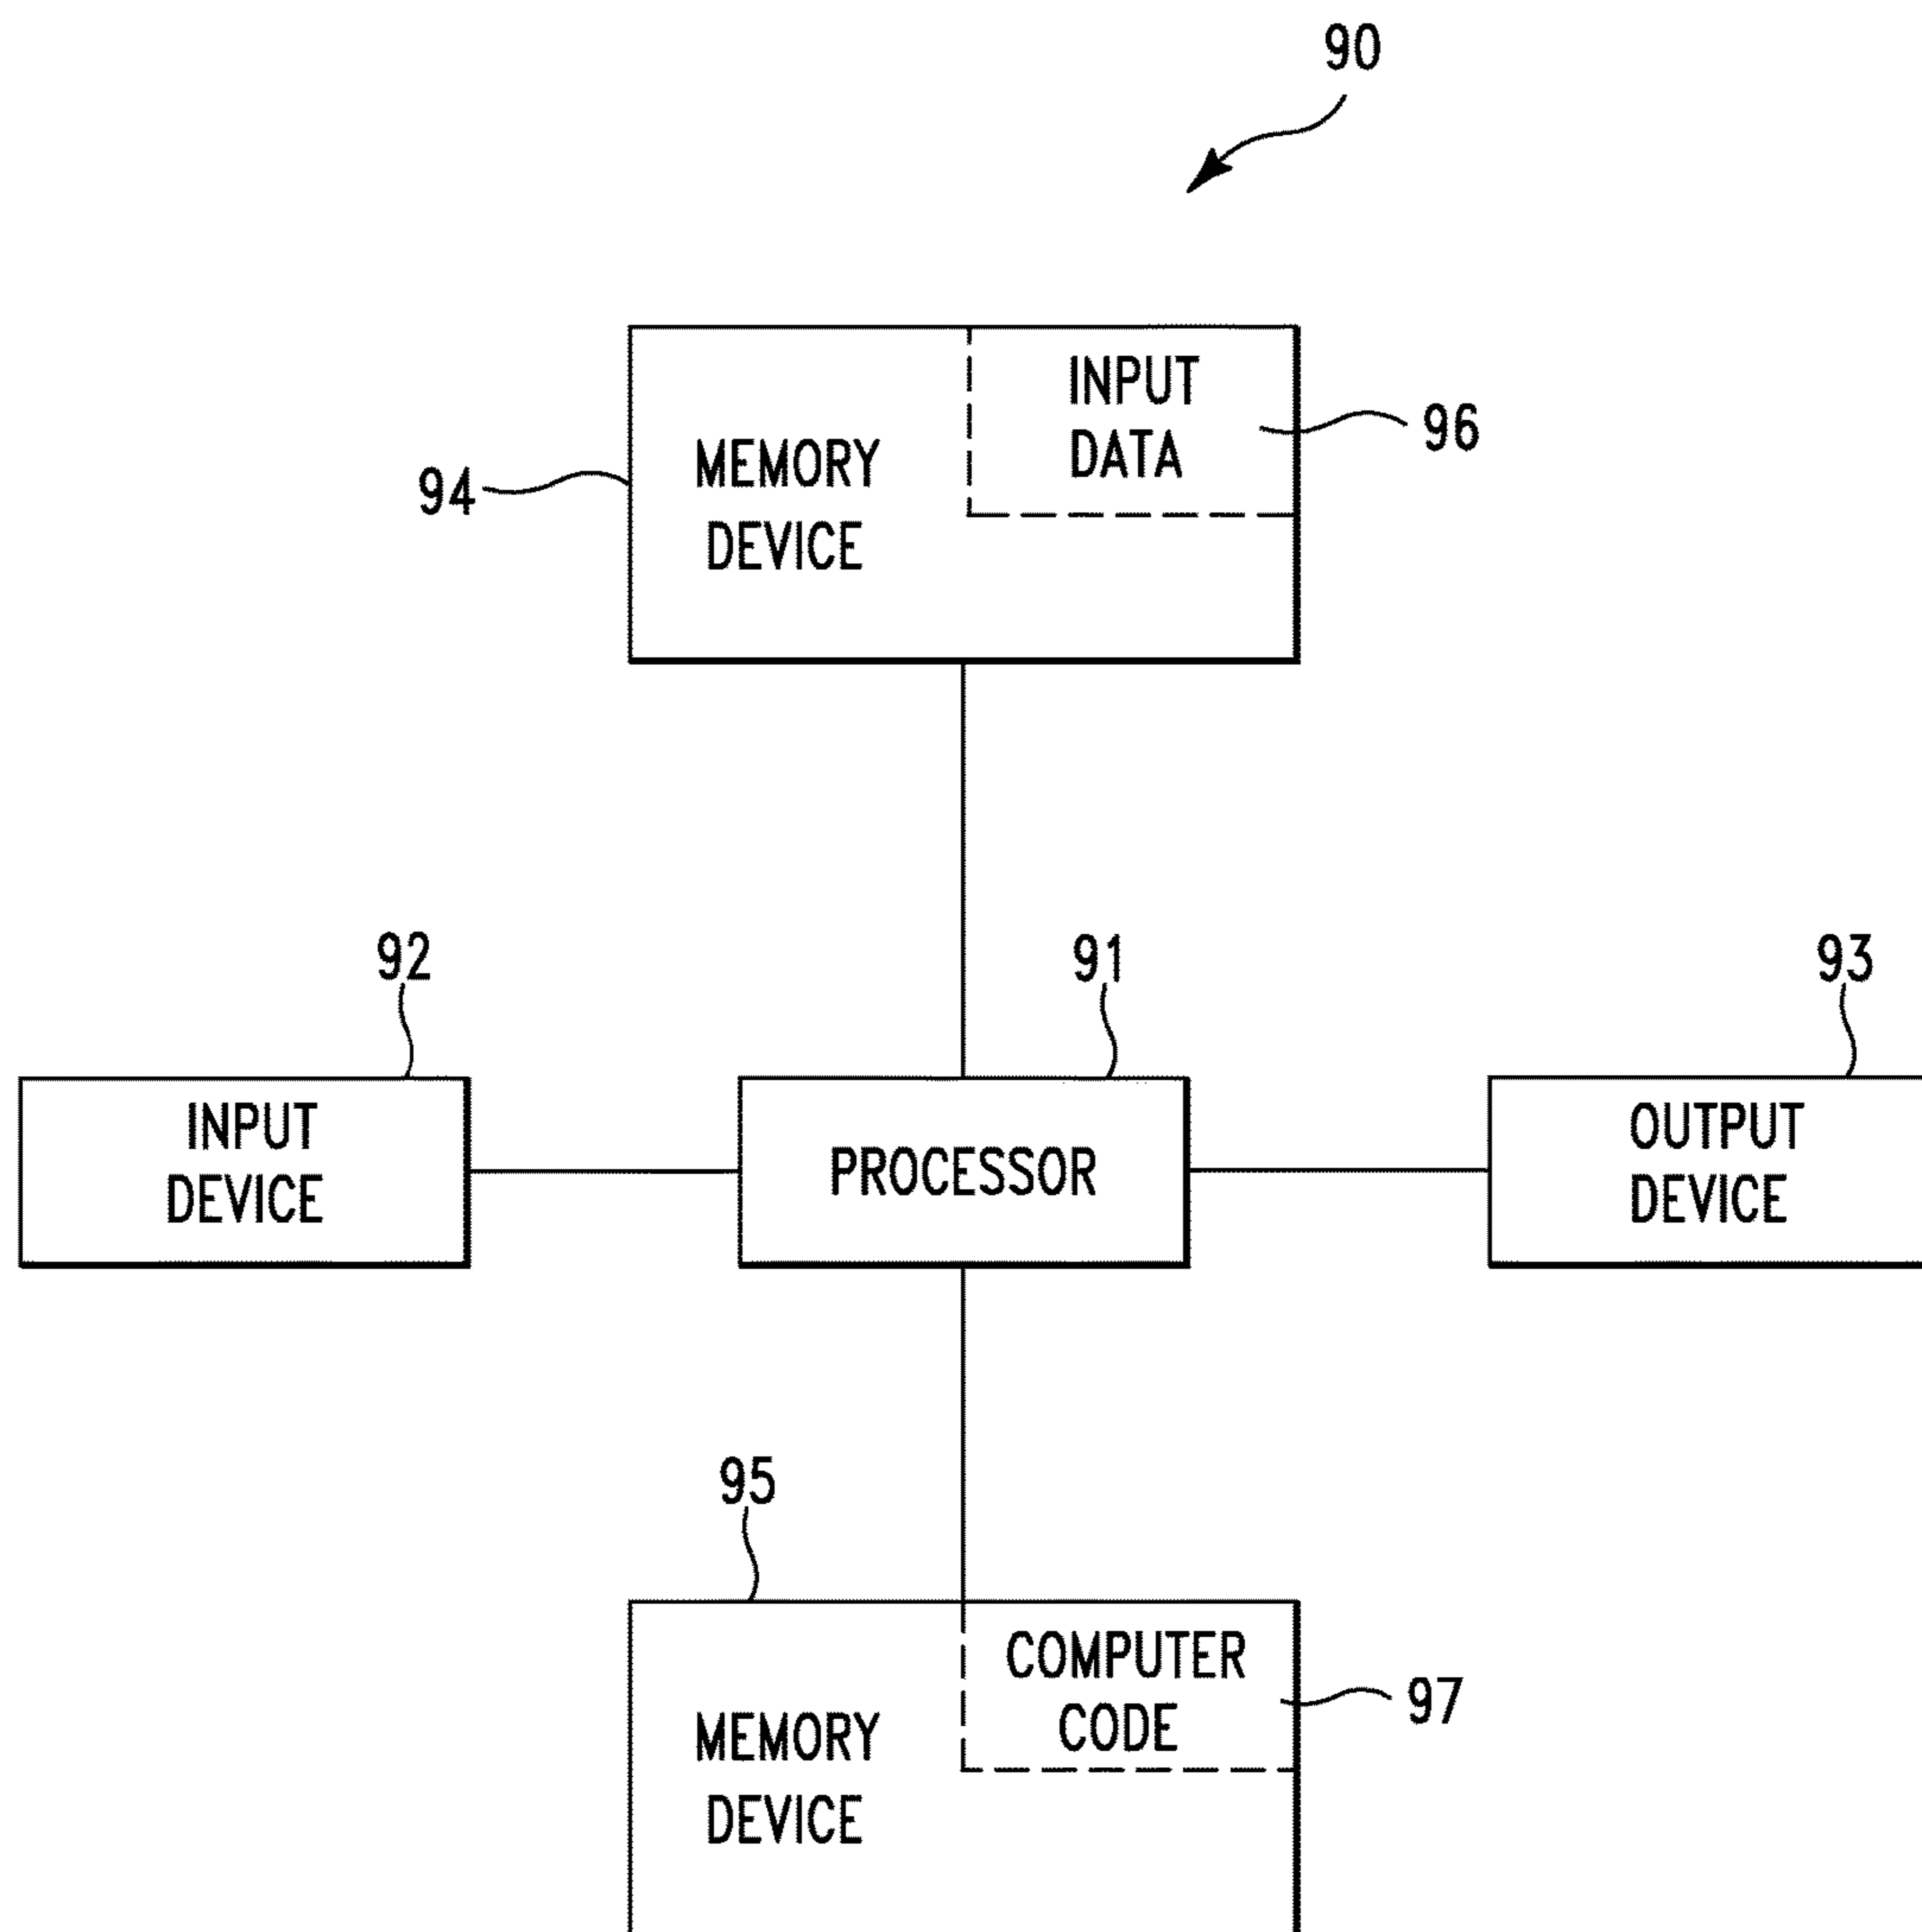 90
INPUT
DATA
96
MEMORY
DEVICE
94
92
91
93
INPUT
DEVICE
PROCESSOR
OUTPUT
DEVICE
95
COMPUTER
CODE
97
MEMORY
DEVICE